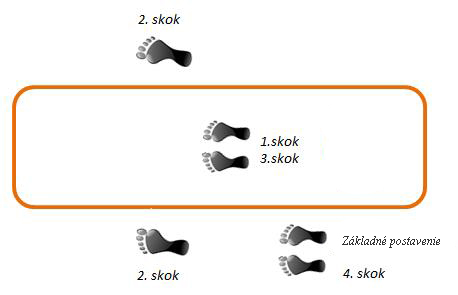 2. skok
1.skok
3.skok
Základné postavenie
2. skok
4. skok